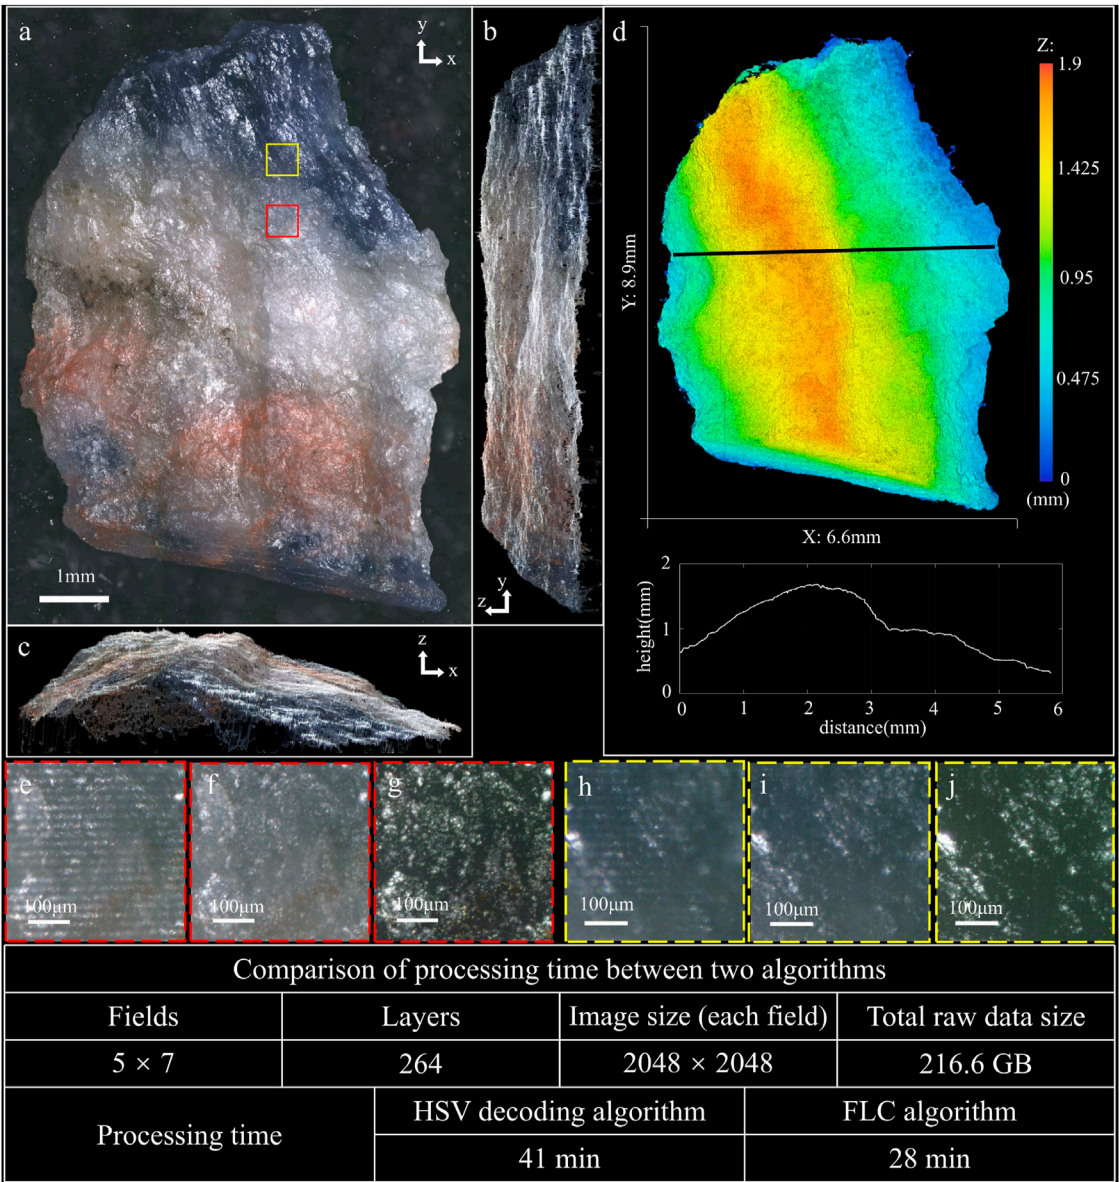 a
y
x
1mm
b
y
z
c
z
x
d
Z:
1.9
1.425
0.95
0.475
0
(mm)
Y: 8.9mm
X: 6.6mm
height(mm)
2
1
0
0 1 2 3 4 5 6
distance(mm)
e
100μm
f
100μm
g
100μm
h
100μm
i
100μm
j
100μm
Comparison of processing time between two algorithms
Fields Layers Image size (each field) Total raw data size
5 × 7 264 2048 × 2048 216.6 GB
Processing time HSV decoding algorithm FLC algorithm
41 min 28 min